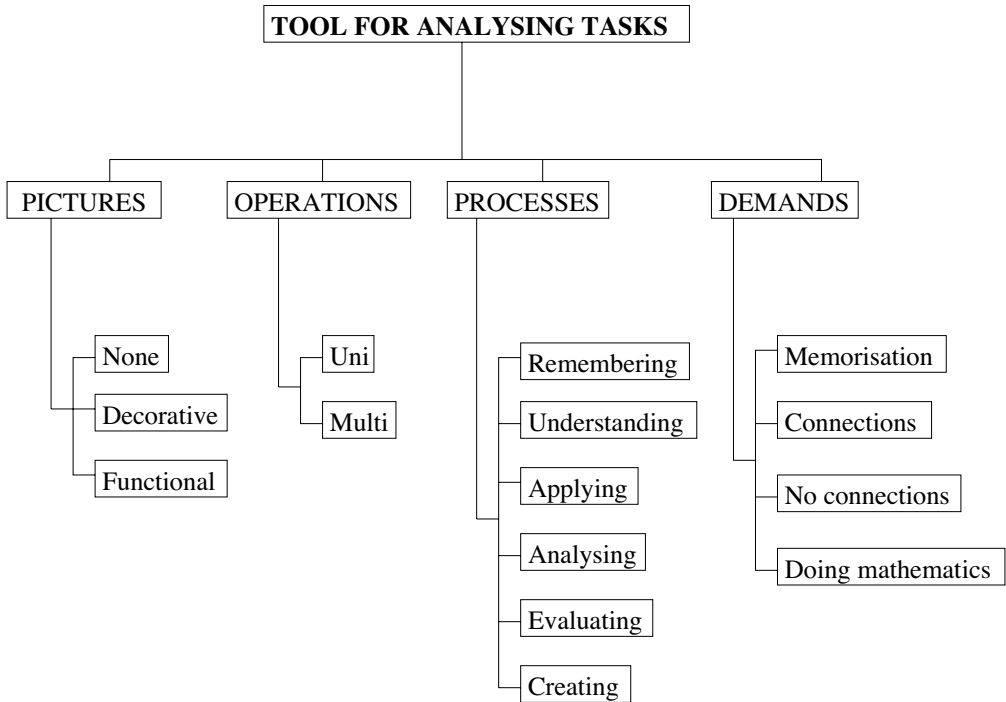 TOOL FOR ANALYSING TASKS
PICTURES
OPERATIONS
PROCESSES
DEMANDS
None
Decorative
Functional
Uni
Multi
Remembering
Understanding
Applying
Analysing
Evaluating
Creating
Memorisation
Connections
No connections
Doing mathematics